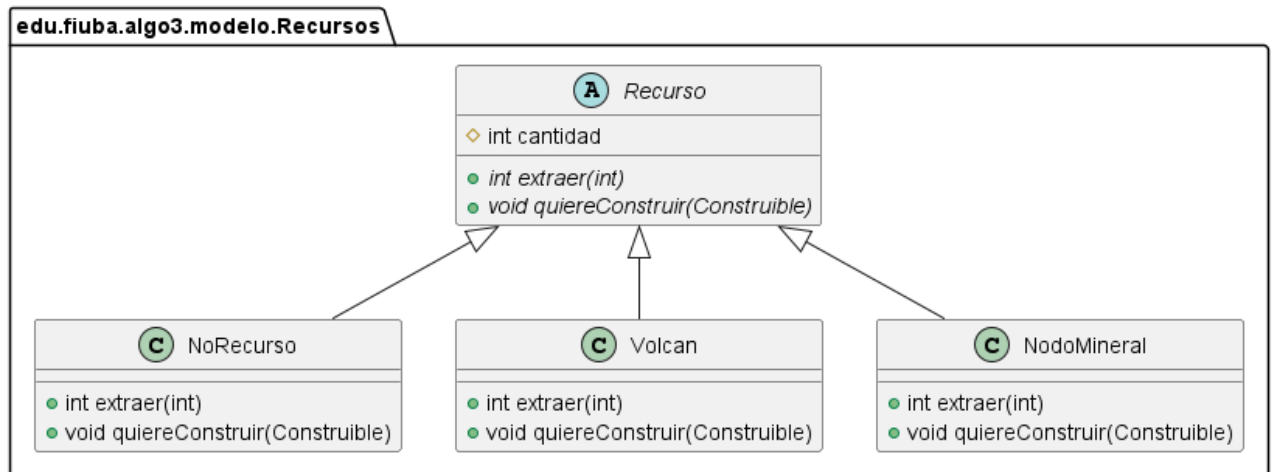 edu.fiuba.algo3.modelo.Recursos
A Recurso
int cantidad
int extraer(int)
void quiereConstruir(Construible)
C NoRecurso
int extraer(int)
void quiereConstruir(Construible)
C Volcan
int extraer(int)
void quiereConstruir(Construible)
C NodoMineral
int extraer(int)
void quiereConstruir(Construible)